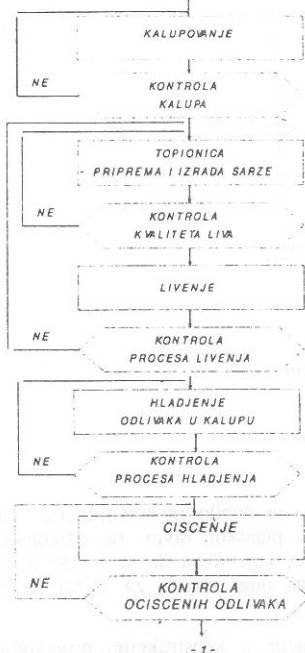 KALUPOVANJE
NE
KONTROLA
KALUPA
TOPIONICA
PRIPREMA I IZRADA SARZE
NE
KONTROLA
KVALITETA LIVA
LIVENJE
NE
KONTROLA
PROCESA LIVENJA
HLADJENJE
ODLIVAKA U KALUPU
NE
KONTROLA
PROCESA HLADJENJA
CISCENJE
NE
KONTROLA
OCISCENIH ODLIVAKA
-1-